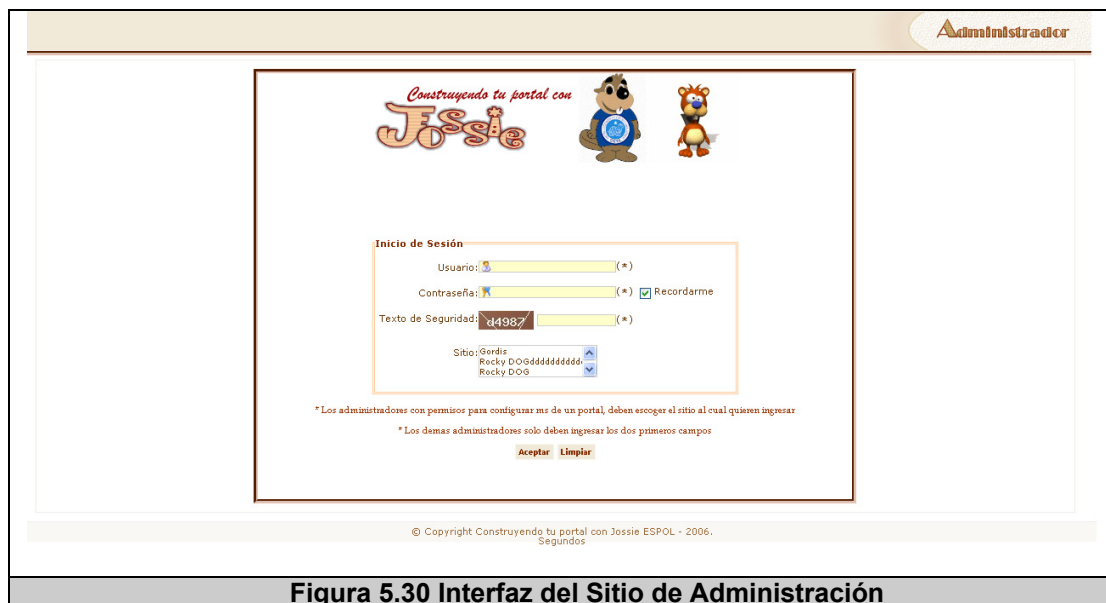 Administrador
Construyendo tu portal con
Jossie
Inicio de Sesión
Usuario: (*)
Contraseña: (*) Recordarme
Texto de Seguridad: d4987 (*)
Sitio: Gordis
Rocky DOGdddddddddd
Rocky DOG
* Los administradores con permisos para configurar ms de un portal, deben escoger el sitio al cual quieren ingresar
* Los demas administradores solo deben ingresar los dos primeros campos
Aceptar Limpiar
© Copyright Construyendo tu portal con Jossie ESPOL - 2006.
Segundos
Figura 5.30 Interfaz del Sitio de Administración